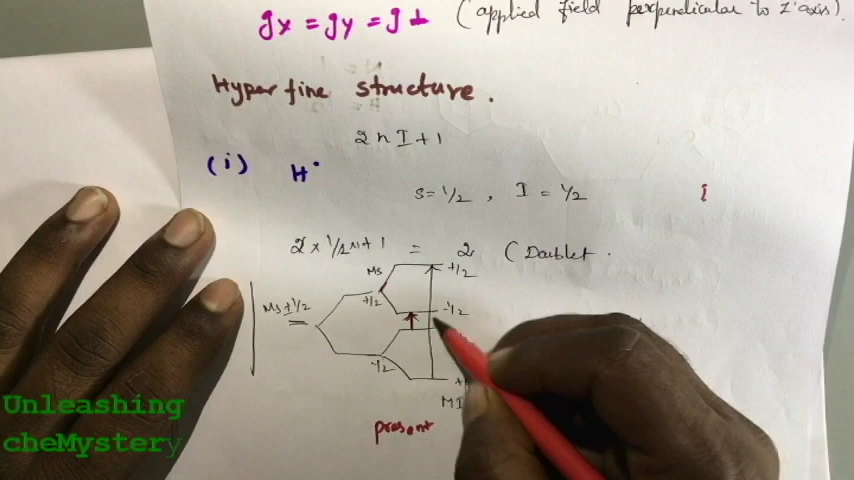 gx = gy = g⊥ (applied field perpendicular to z'axis).
Hyperfine structure.
2nI+1
(i) H•
S=1/2, I = 1/2
2 x 1/2 x1+1 = 2 (Doublet.
Ms +1/2
Ms ± 1/2 +1/2 -1/2
-1/2
MI
present
Unleashing
cheMystery